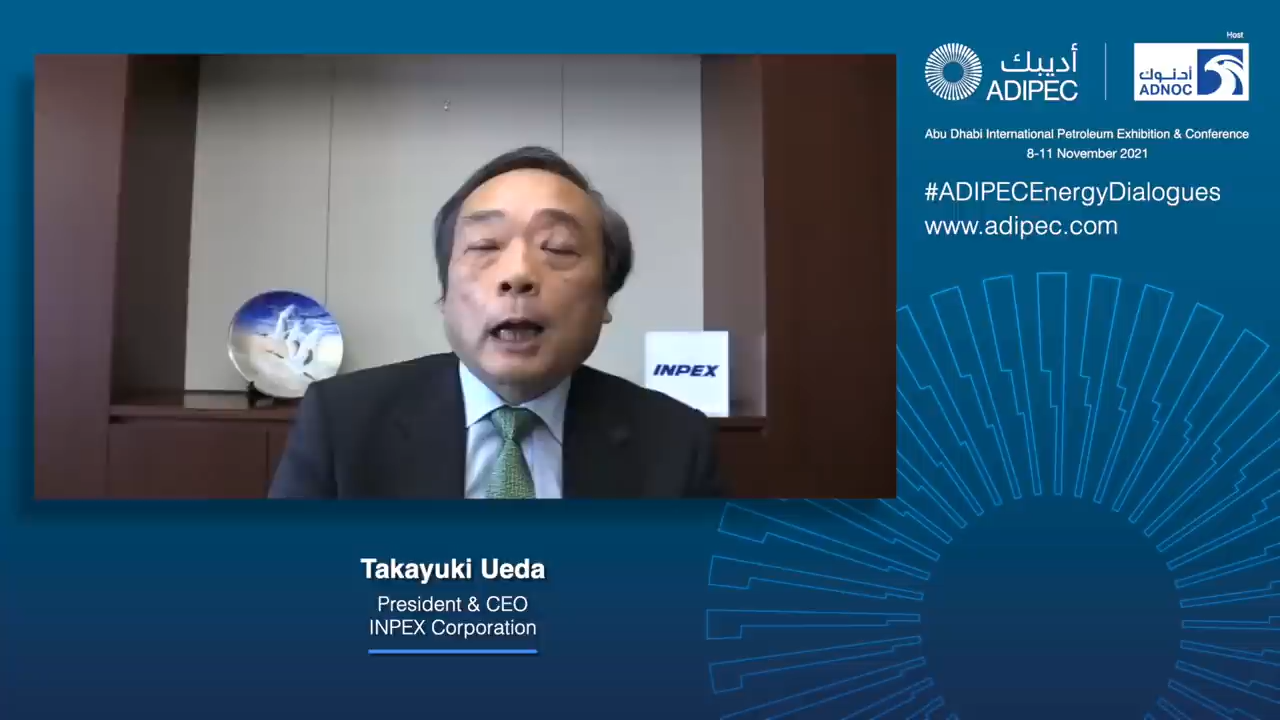 Host
أديبك
ADIPEC
أدنوك
ADNOC
Abu Dhabi International Petroleum Exhibition & Conference
8-11 November 2021
#ADIPECEnergyDialogues
www.adipec.com
INPEX
Takayuki Ueda
President & CEO
INPEX Corporation